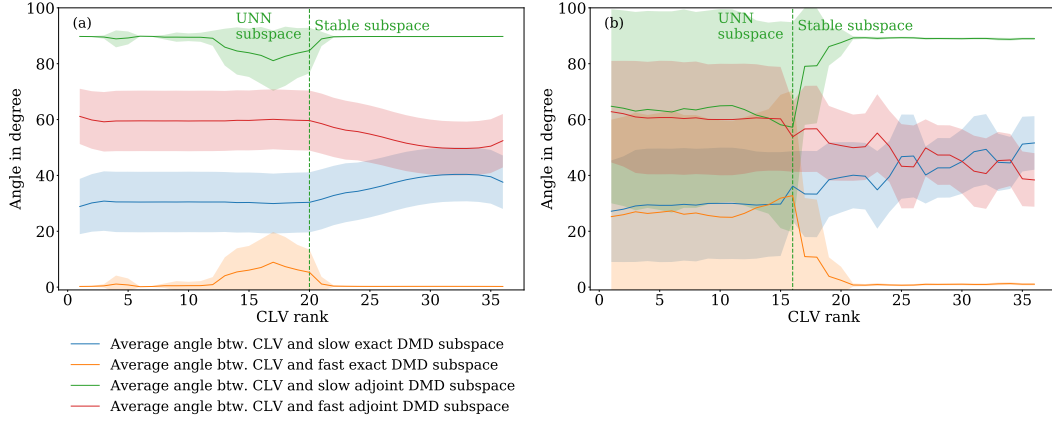 (a)
UNN
subspace
Stable subspace
100
80
60
40
20
0
Angle in degree
0 5 10 15 20 25 30 35
CLV rank
(b)
UNN
subspace
Stable subspace
100
80
60
40
20
0
Angle in degree
0 5 10 15 20 25 30 35
CLV rank
Average angle btw. CLV and slow exact DMD subspace
Average angle btw. CLV and fast exact DMD subspace
Average angle btw. CLV and slow adjoint DMD subspace
Average angle btw. CLV and fast adjoint DMD subspace